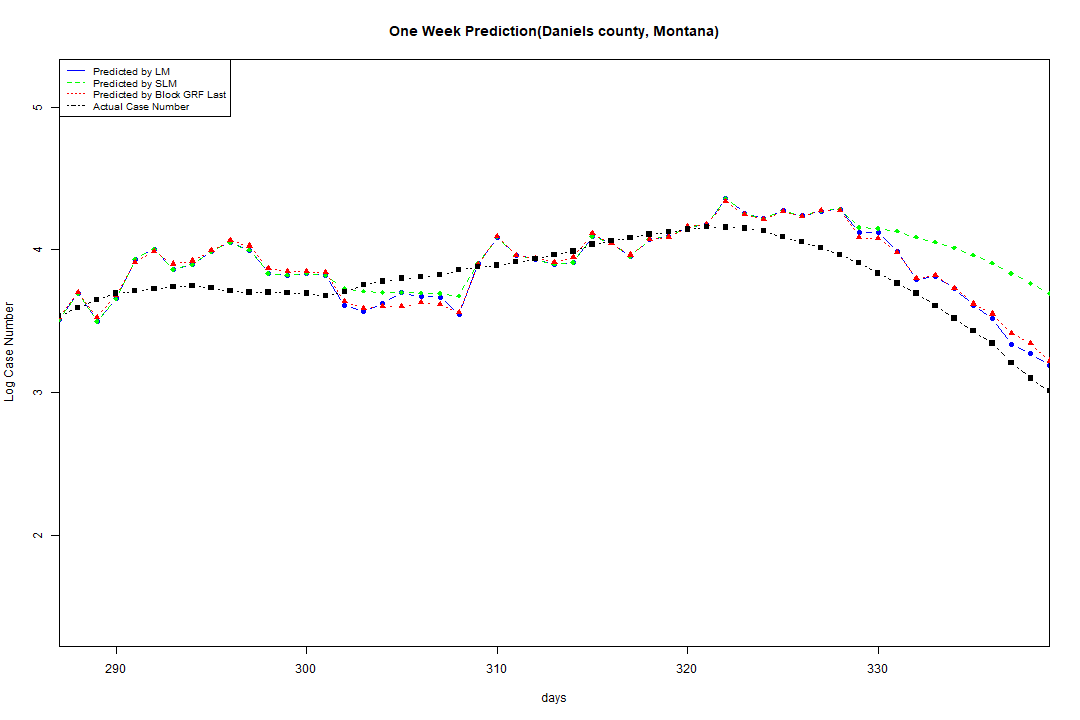 One Week Prediction(Daniels county, Montana)
Predicted by LM
Predicted by SLM
Predicted by Block GRF Last
Actual Case Number
5
4
3
2
Log Case Number
290 300 310 320 330
days